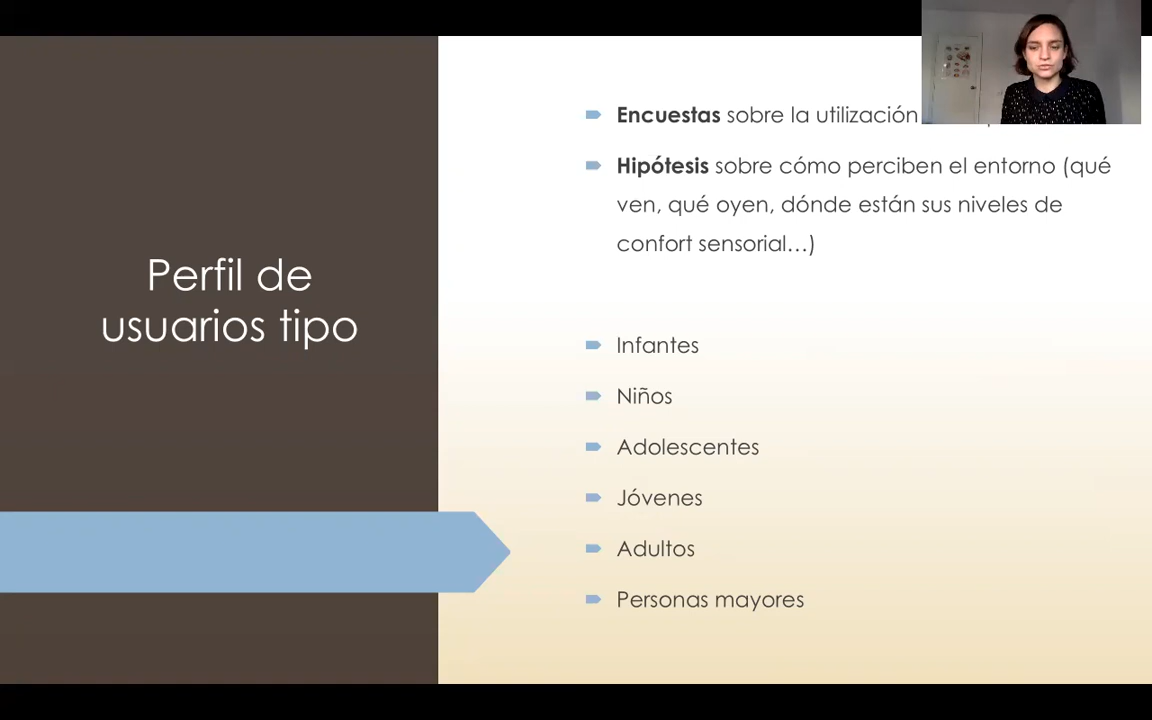 Perfil de
usuarios tipo
Encuestas sobre la utilización
Hipótesis sobre cómo perciben el entorno (qué
ven, qué oyen, dónde están sus niveles de
confort sensorial…)
Infantes
Niños
Adolescentes
Jóvenes
Adultos
Personas mayores